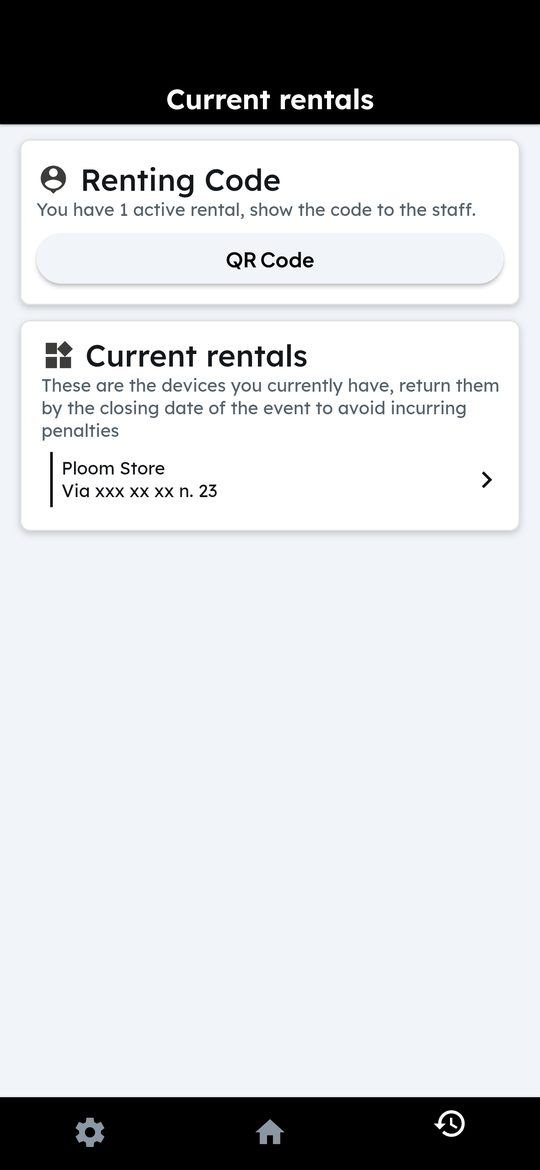 Current rentals
Renting Code
You have 1 active rental, show the code to the staff.
QR Code
Current rentals
These are the devices you currently have, return them
by the closing date of the event to avoid incurring
penalties
Ploom Store
Via xxx xx xx n. 23